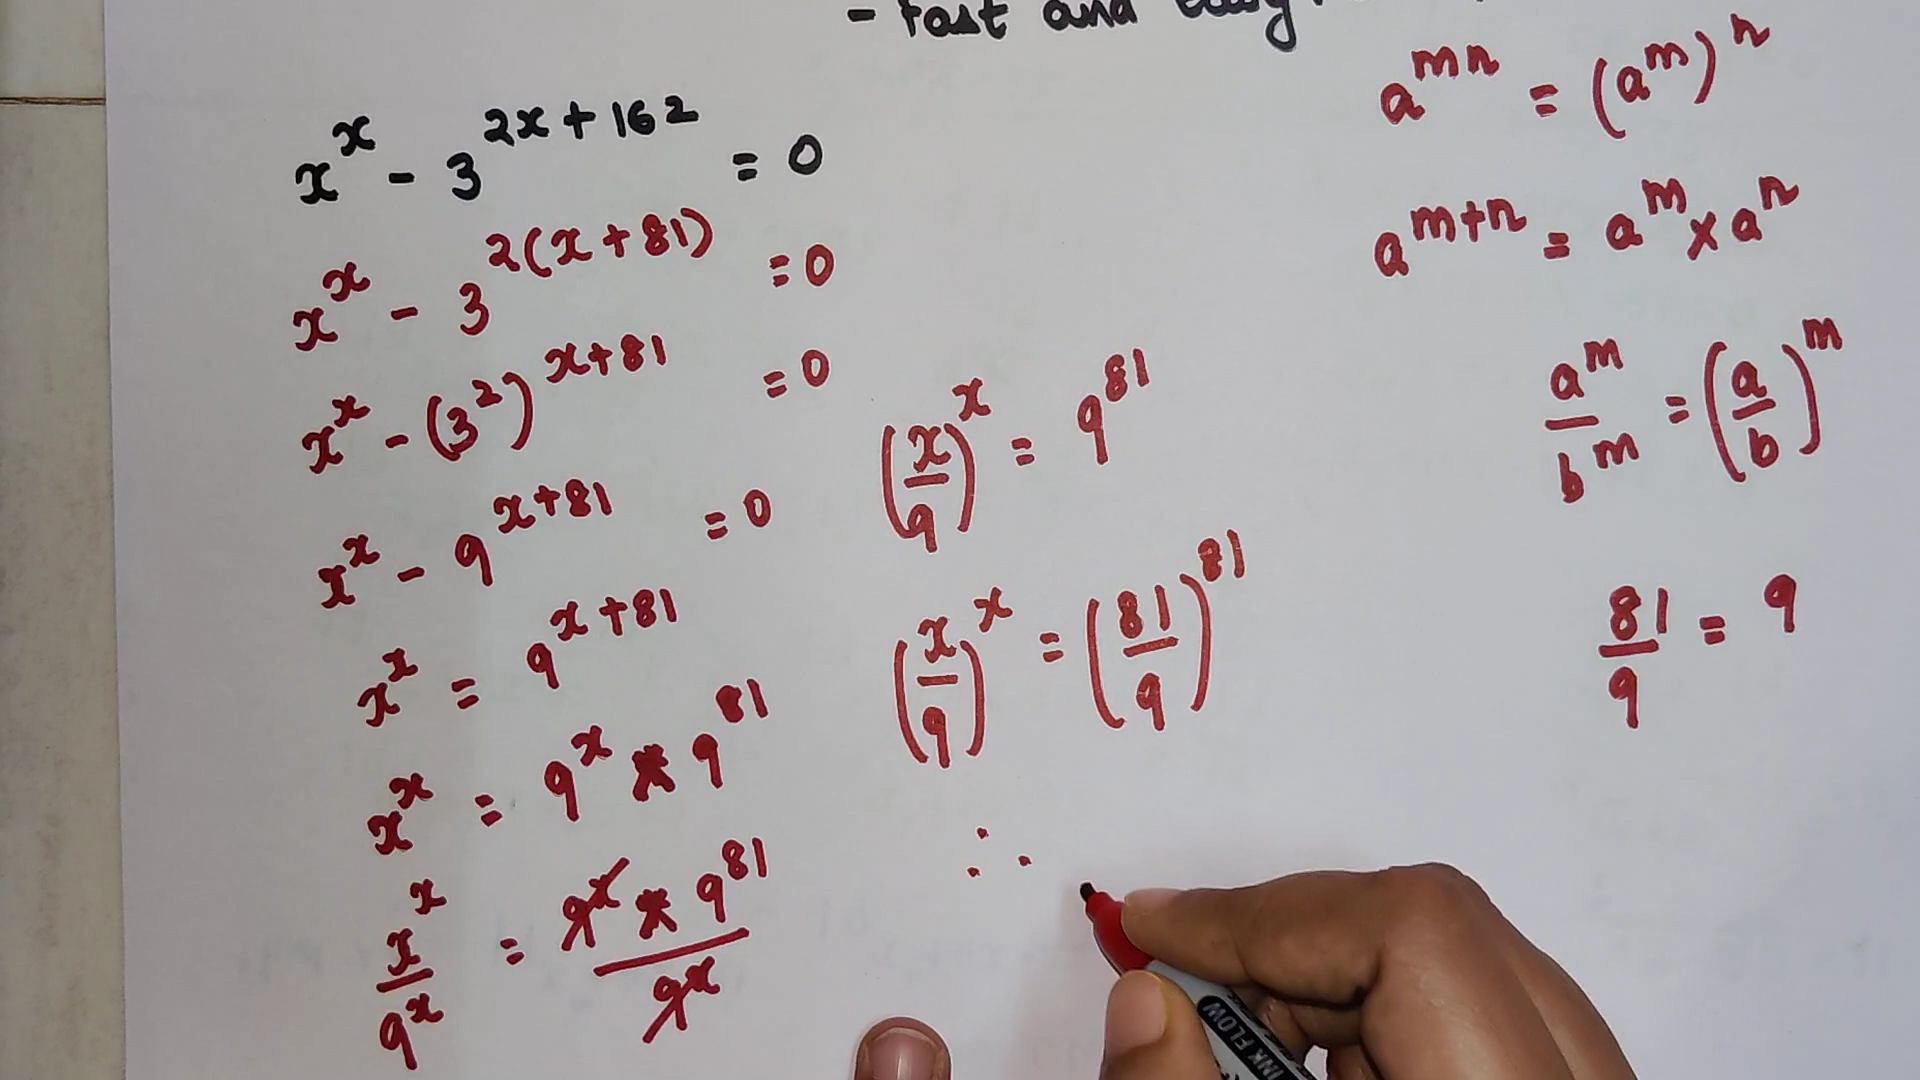 - fast and easy
x^x - 3^{2x+162} = 0
x^x - 3^{2(x+81)} = 0
x^x - (3^2)^{x+81} = 0
x^x - 9^{x+81} = 0
x^x = 9^{x+81}
x^x = 9^x * 9^{81}
x^x/9^x = 9^x * 9^{81}/9^x
(x/9)^x = 9^{81}
(x/9)^x = (81/9)^{81}
∴
a^{mn} = (a^m)^n
a^{m+n} = a^m × a^n
a^m/b^m = (a/b)^m
81/9 = 9
INK FLOW